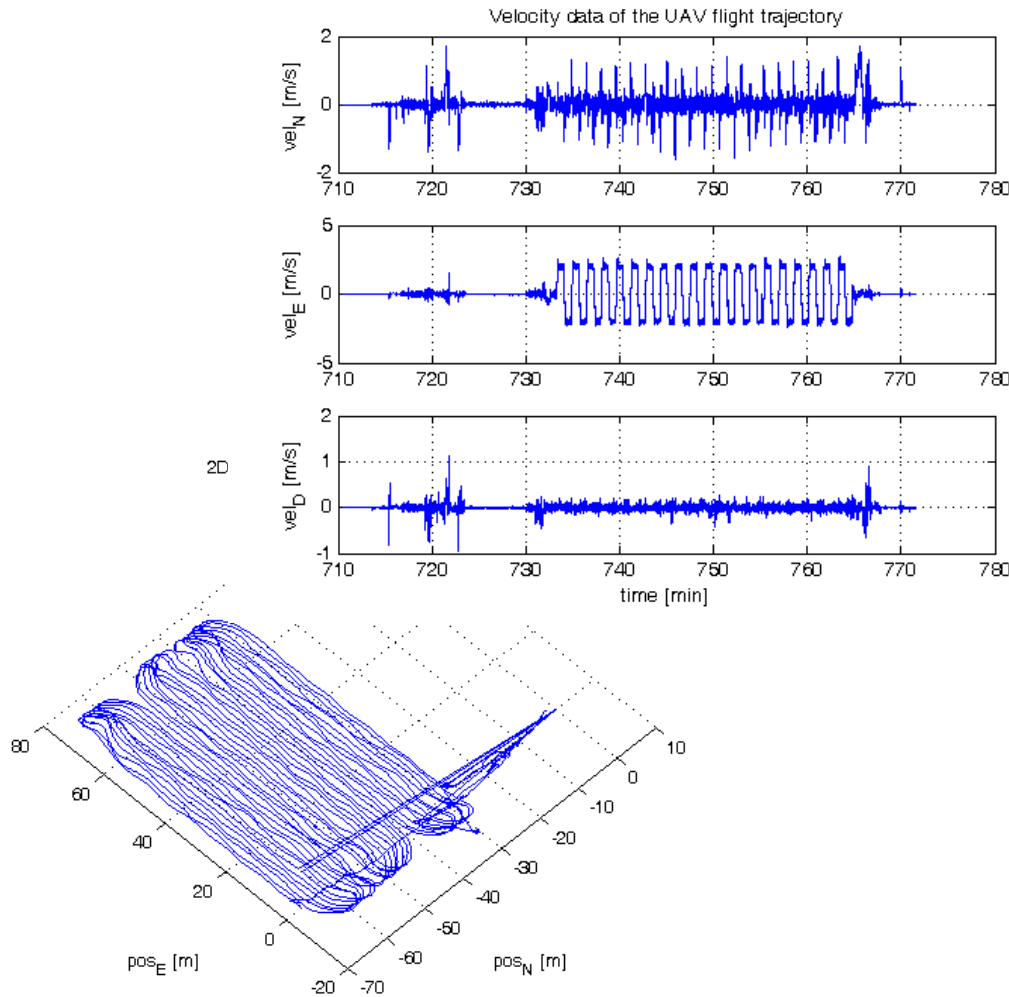 Velocity data of the UAV flight trajectory
2
0
-2
vel_N [m/s]
710 720 730 740 750 760 770 780
5
0
-5
vel_E [m/s]
710 720 730 740 750 760 770 780
2
1
0
-1
vel_D [m/s]
2D
710 720 730 740 750 760 770 780
time [min]
80
60
40
20
0
-20
pos_E [m]
10
0
-10
-20
-30
-40
-50
-60
-70
pos_N [m]